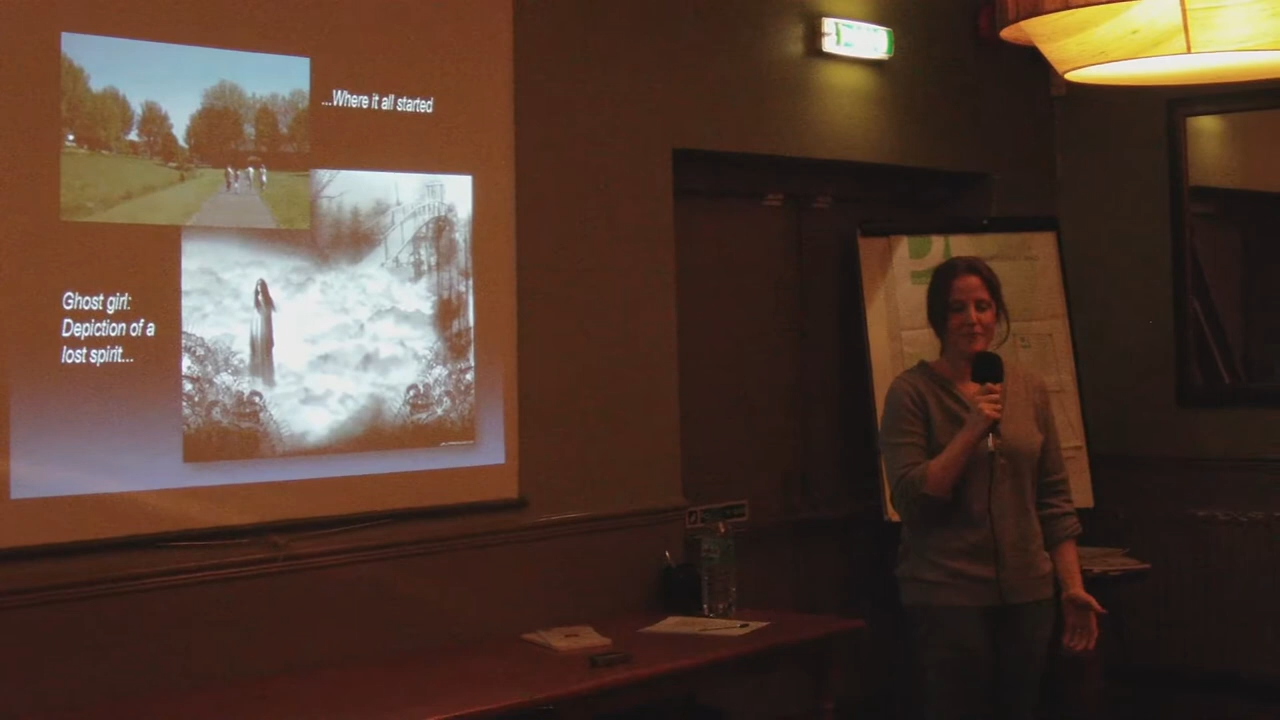 ...Where it all started
Ghost girl:
Depiction of a
lost spirit...